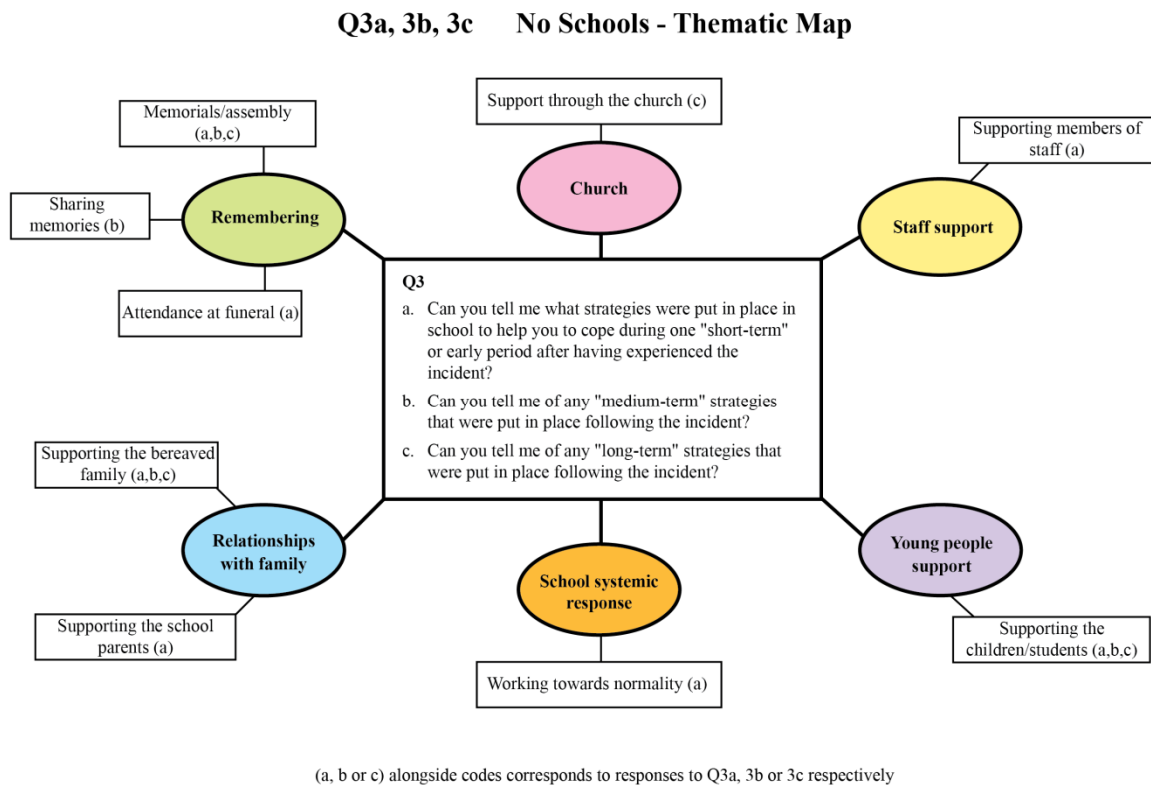 Q3a, 3b, 3c No Schools - Thematic Map
Memorials/assembly
(a,b,c)
Sharing
memories (b)
Remembering
Attendance at funeral (a)
Support through the church (c)
Church
Supporting members of
staff (a)
Staff support
Q3
a. Can you tell me what strategies were put in place in
school to help you to cope during one "short-term"
or early period after having experienced the
incident?
b. Can you tell me of any "medium-term" strategies
that were put in place following the incident?
c. Can you tell me of any "long-term" strategies that
were put in place following the incident?
Supporting the bereaved
family (a,b,c)
Relationships
with family
Supporting the school
parents (a)
School systemic
response
Working towards normality (a)
Young people
support
Supporting the
children/students (a,b,c)
(a, b or c) alongside codes corresponds to responses to Q3a, 3b or 3c respectively